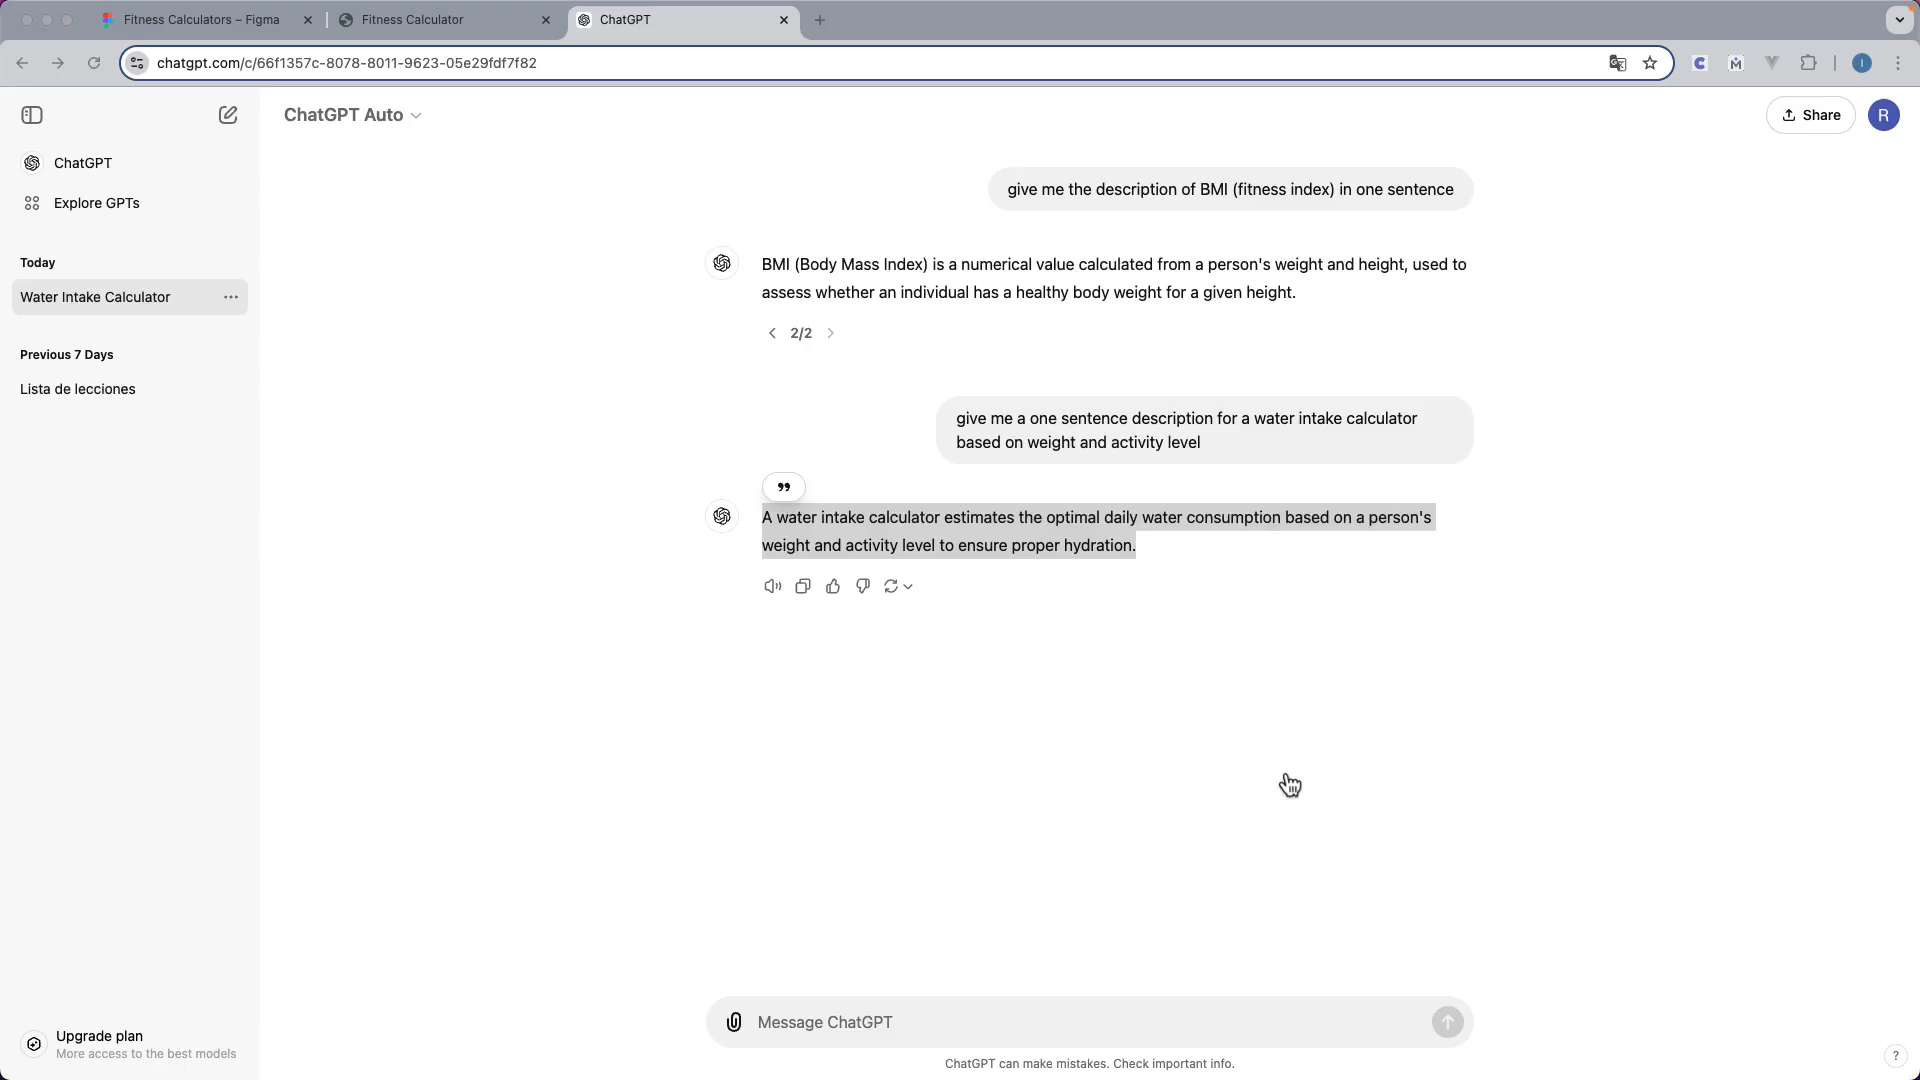 Fitness Calculators – Figma
Fitness Calculator
ChatGPT
chatgpt.com/c/66f1357c-8078-8011-9623-05e29fdf7f82
C
M
I
ChatGPT Auto
Share
R
ChatGPT
Explore GPTs
Today
Water Intake Calculator
Previous 7 Days
Lista de lecciones
give me the description of BMI (fitness index) in one sentence
BMI (Body Mass Index) is a numerical value calculated from a person's weight and height, used to
assess whether an individual has a healthy body weight for a given height.
2/2
give me a one sentence description for a water intake calculator
based on weight and activity level
A water intake calculator estimates the optimal daily water consumption based on a person's
weight and activity level to ensure proper hydration.
Upgrade plan
More access to the best models
Message ChatGPT
ChatGPT can make mistakes. Check important info.
?